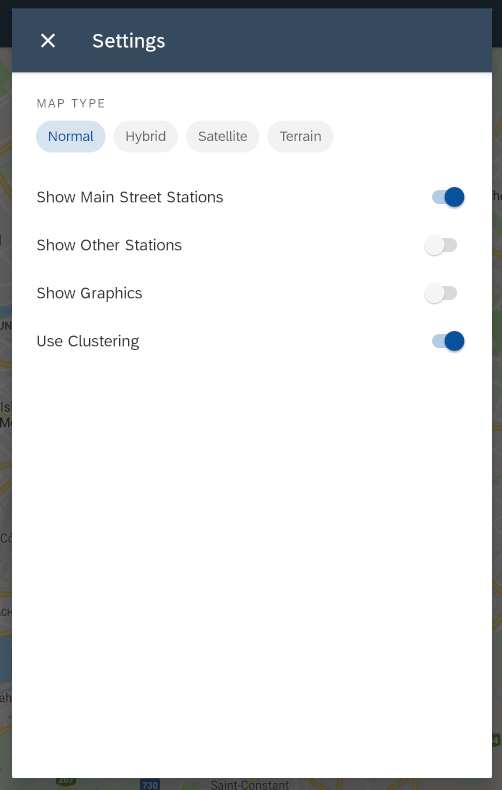 Settings
MAP TYPE
Normal Hybrid Satellite Terrain
Show Main Street Stations
Show Other Stations
Show Graphics
Use Clustering
730
Saint-Constant